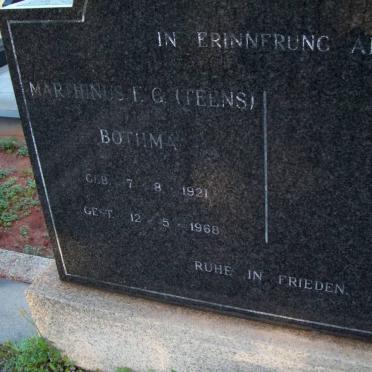 IN ERINNERUNG A
MARTHINUS F. G. (TEENS)
BOTHMA
GEB. 7 - 8 - 1921
GEST. 12 - 5 - 1968
RUHE IN FRIEDEN.